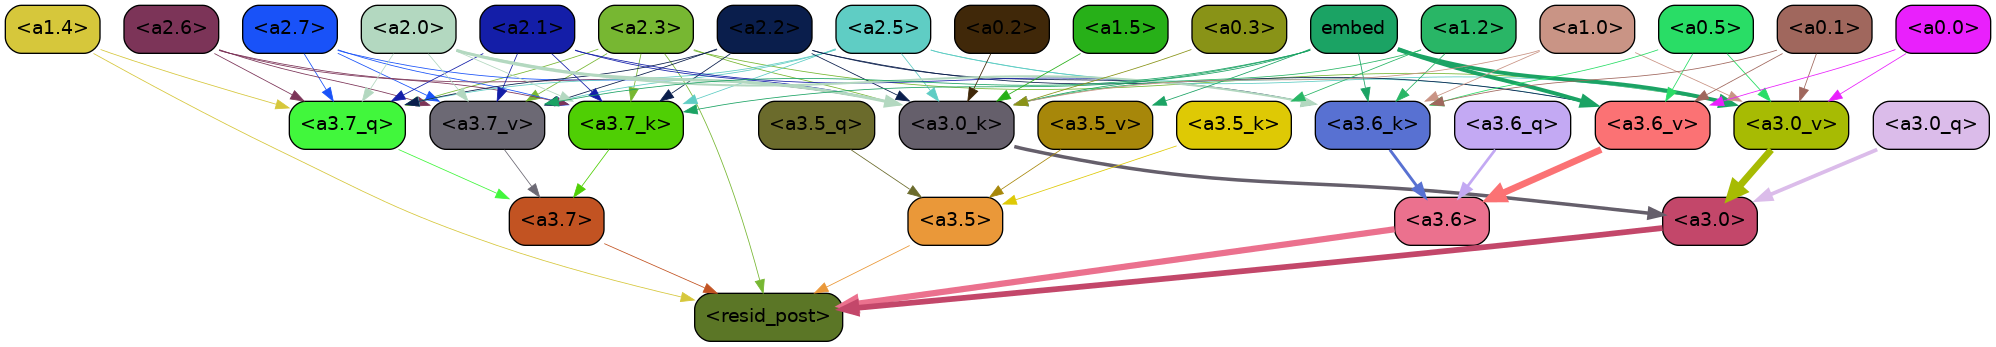 <a1.4> <a2.6> <a2.7> <a2.0> <a2.1> <a2.3> <a2.2> <a2.5> <a0.2> <a1.5> <a0.3> embed <a1.2> <a1.0> <a0.5> <a0.1> <a0.0>
<a3.7_q> <a3.7_v> <a3.7_k> <a3.5_q> <a3.0_k> <a3.5_v> <a3.5_k> <a3.6_k> <a3.6_q> <a3.6_v> <a3.0_v> <a3.0_q>
<a3.7> <a3.5> <a3.6> <a3.0>
<resid_post>